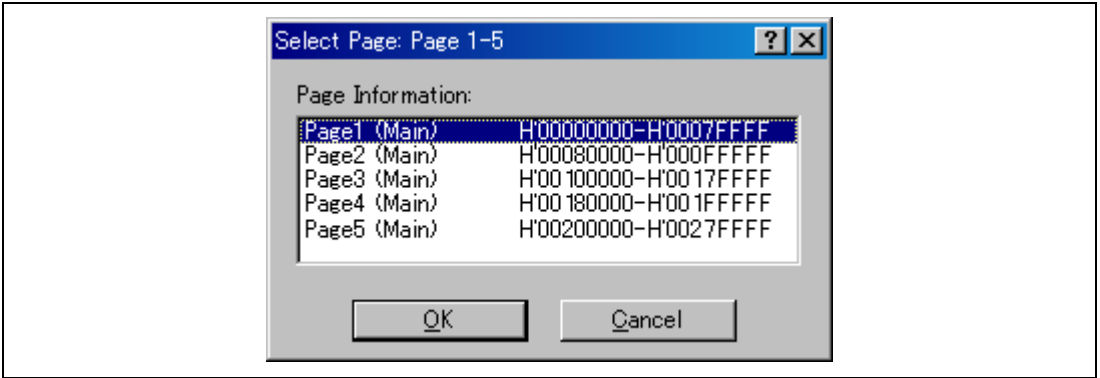 Select Page: Page 1-5
Page Information:
Page1 (Main) H'00000000-H'0007FFFF
Page2 (Main) H'00080000-H'000FFFFF
Page3 (Main) H'00100000-H'0017FFFF
Page4 (Main) H'00180000-H'001FFFFF
Page5 (Main) H'00200000-H'0027FFFF
OK Cancel